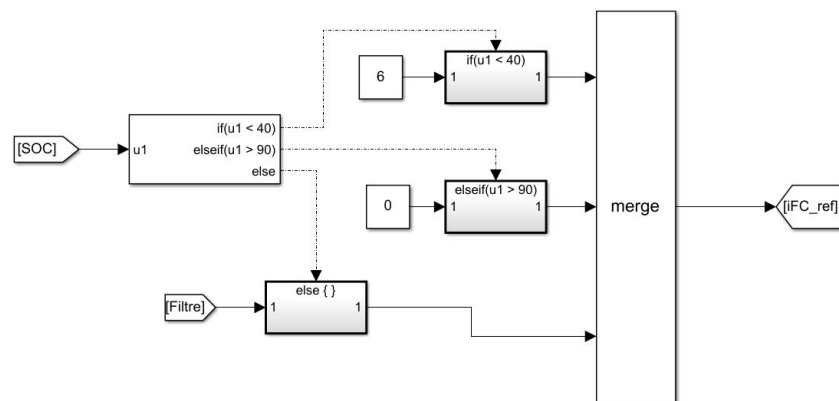 if(u1 < 40)
6
1
1
if(u1 < 40)
[SOC]
u1
elseif(u1 > 90)
else
elseif(u1 > 90)
0
1
1
merge
[iFC_ref]
else { }
[Filtre]
1
1